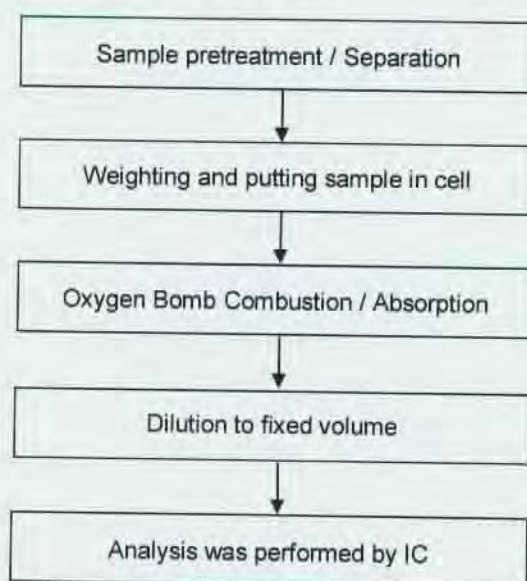 Sample pretreatment / Separation
Weighting and putting sample in cell
Oxygen Bomb Combustion / Absorption
Dilution to fixed volume
Analysis was performed by IC